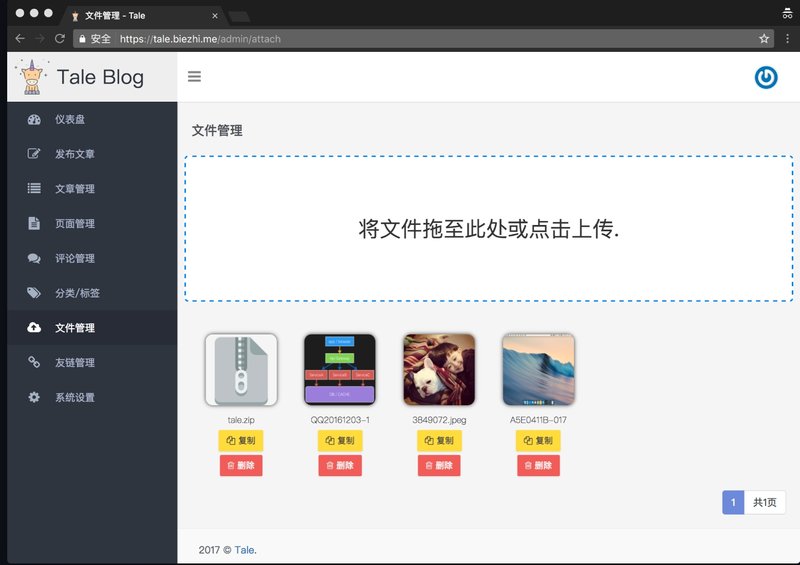 文件管理 - Tale
安全 https://tale.biezhi.me/admin/attach
Tale Blog
仪表盘
发布文章
文章管理
页面管理
评论管理
分类/标签
文件管理
友链管理
系统设置
文件管理
将文件拖至此处或点击上传.
DB / CACHE
tale.zip
QQ20161203-1
3849072.jpeg
A5E0411B-017
复制
复制
复制
复制
删除
删除
删除
删除
1
共1页
2017 © Tale.